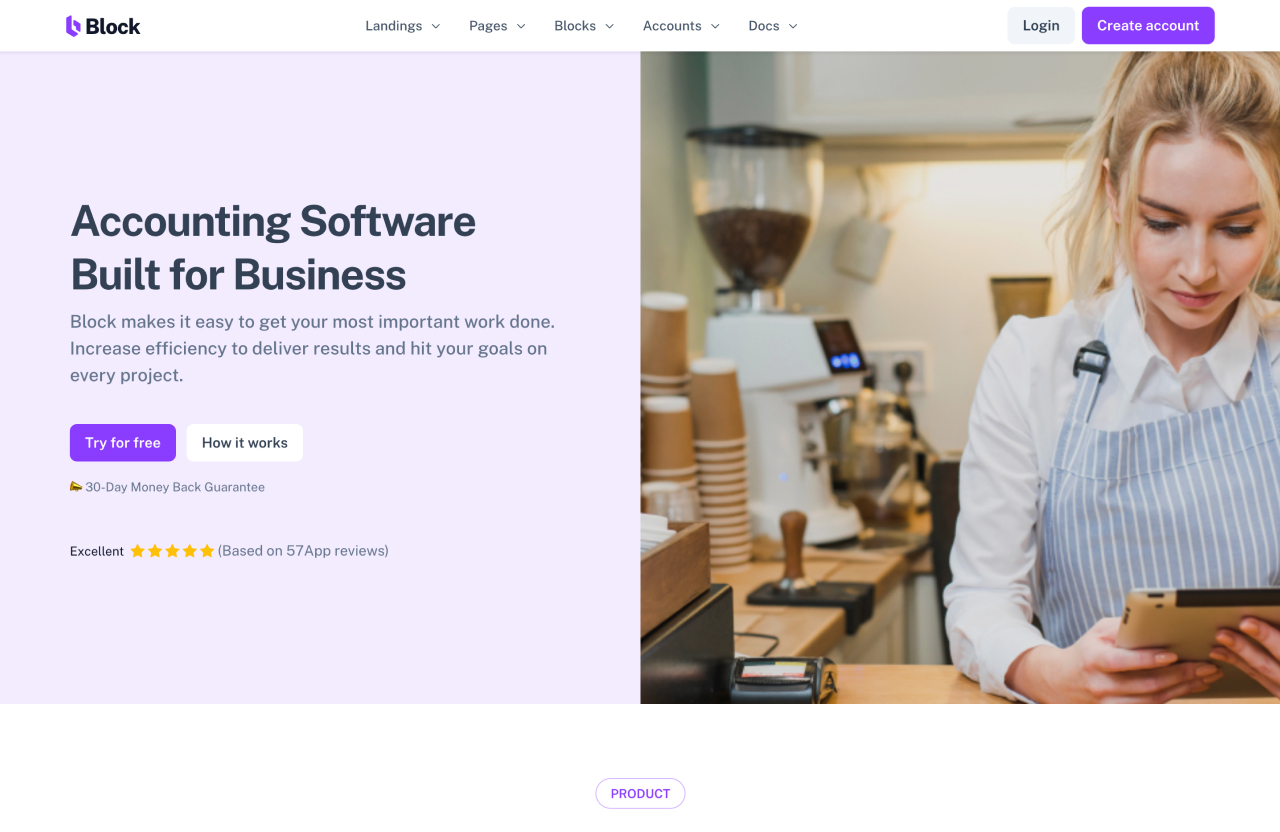 Block
Landings
Pages
Blocks
Accounts
Docs
Login
Create account
Accounting Software
Built for Business
Block makes it easy to get your most important work done.
Increase efficiency to deliver results and hit your goals on
every project.
Try for free
How it works
30-Day Money Back Guarantee
Excellent
(Based on 57App reviews)
PRODUCT